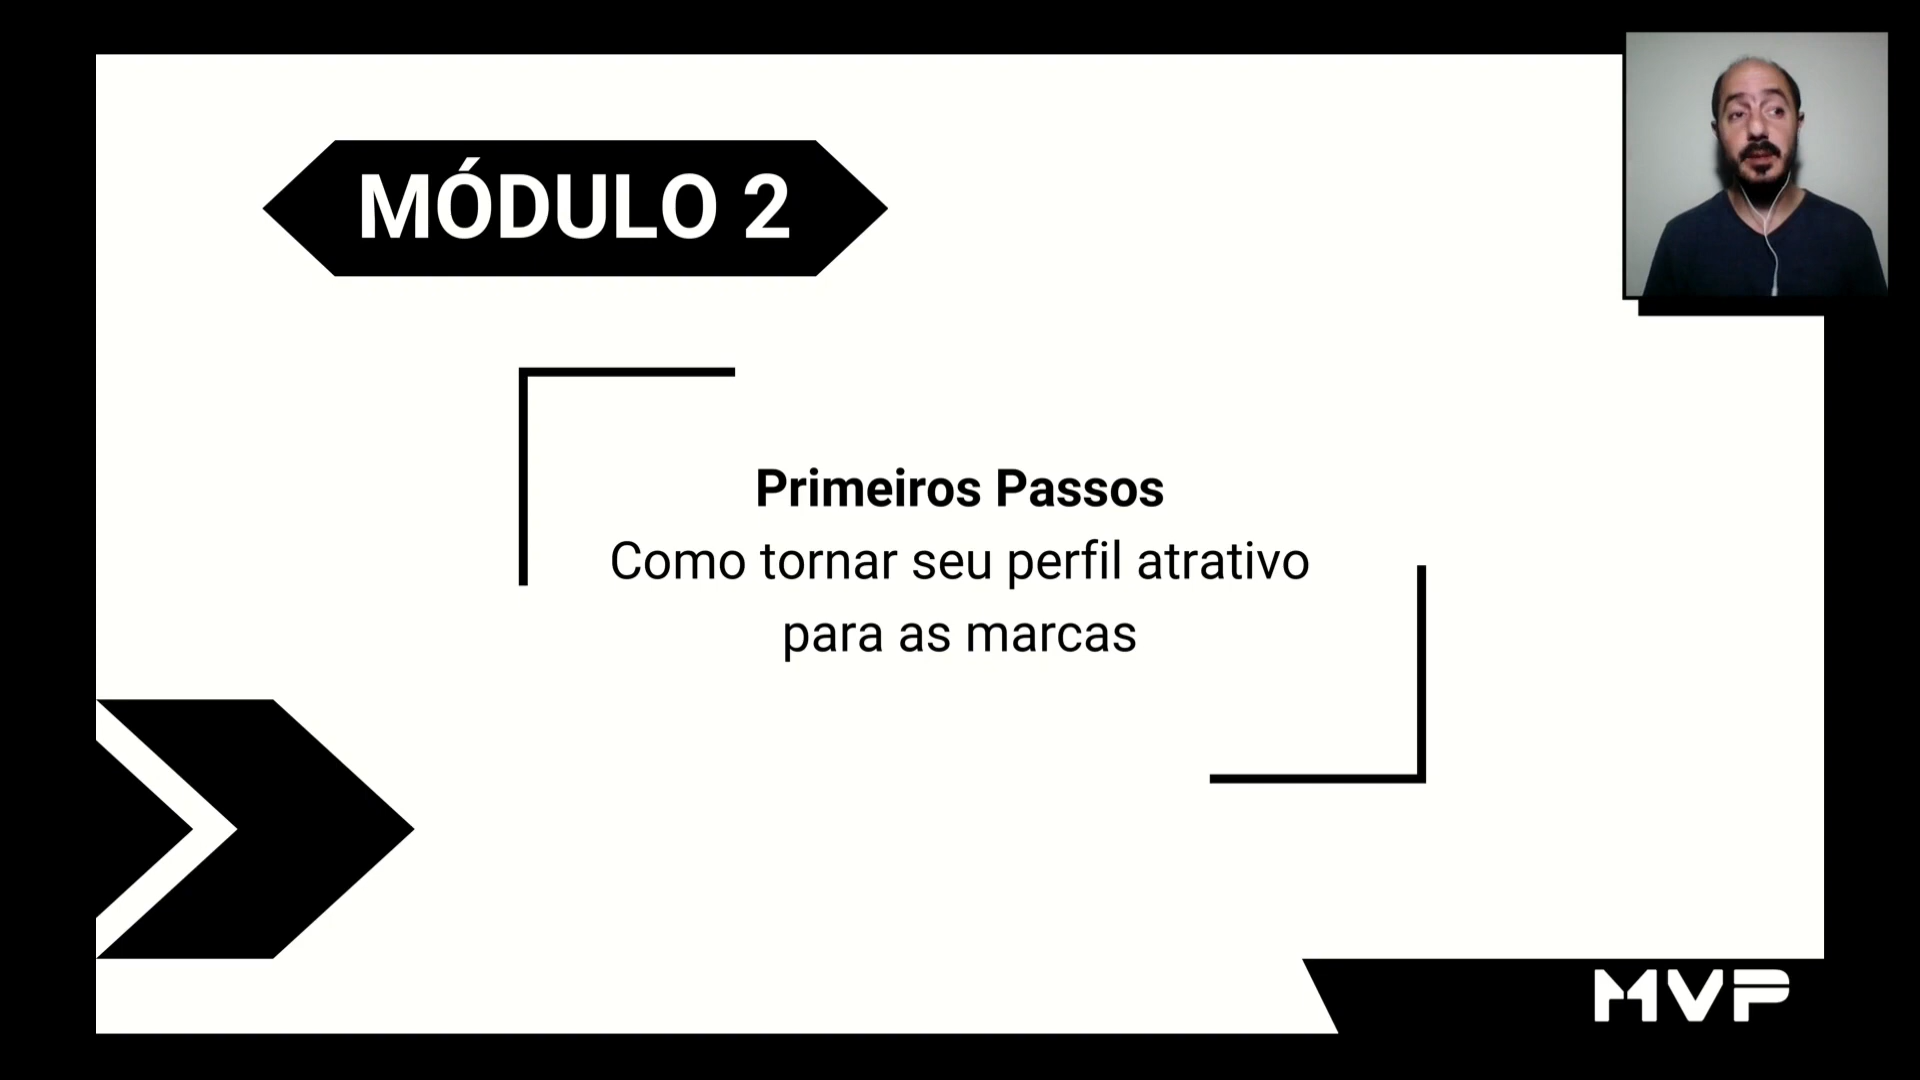 MÓDULO 2
Primeiros Passos
Como tornar seu perfil atrativo
para as marcas
MVP